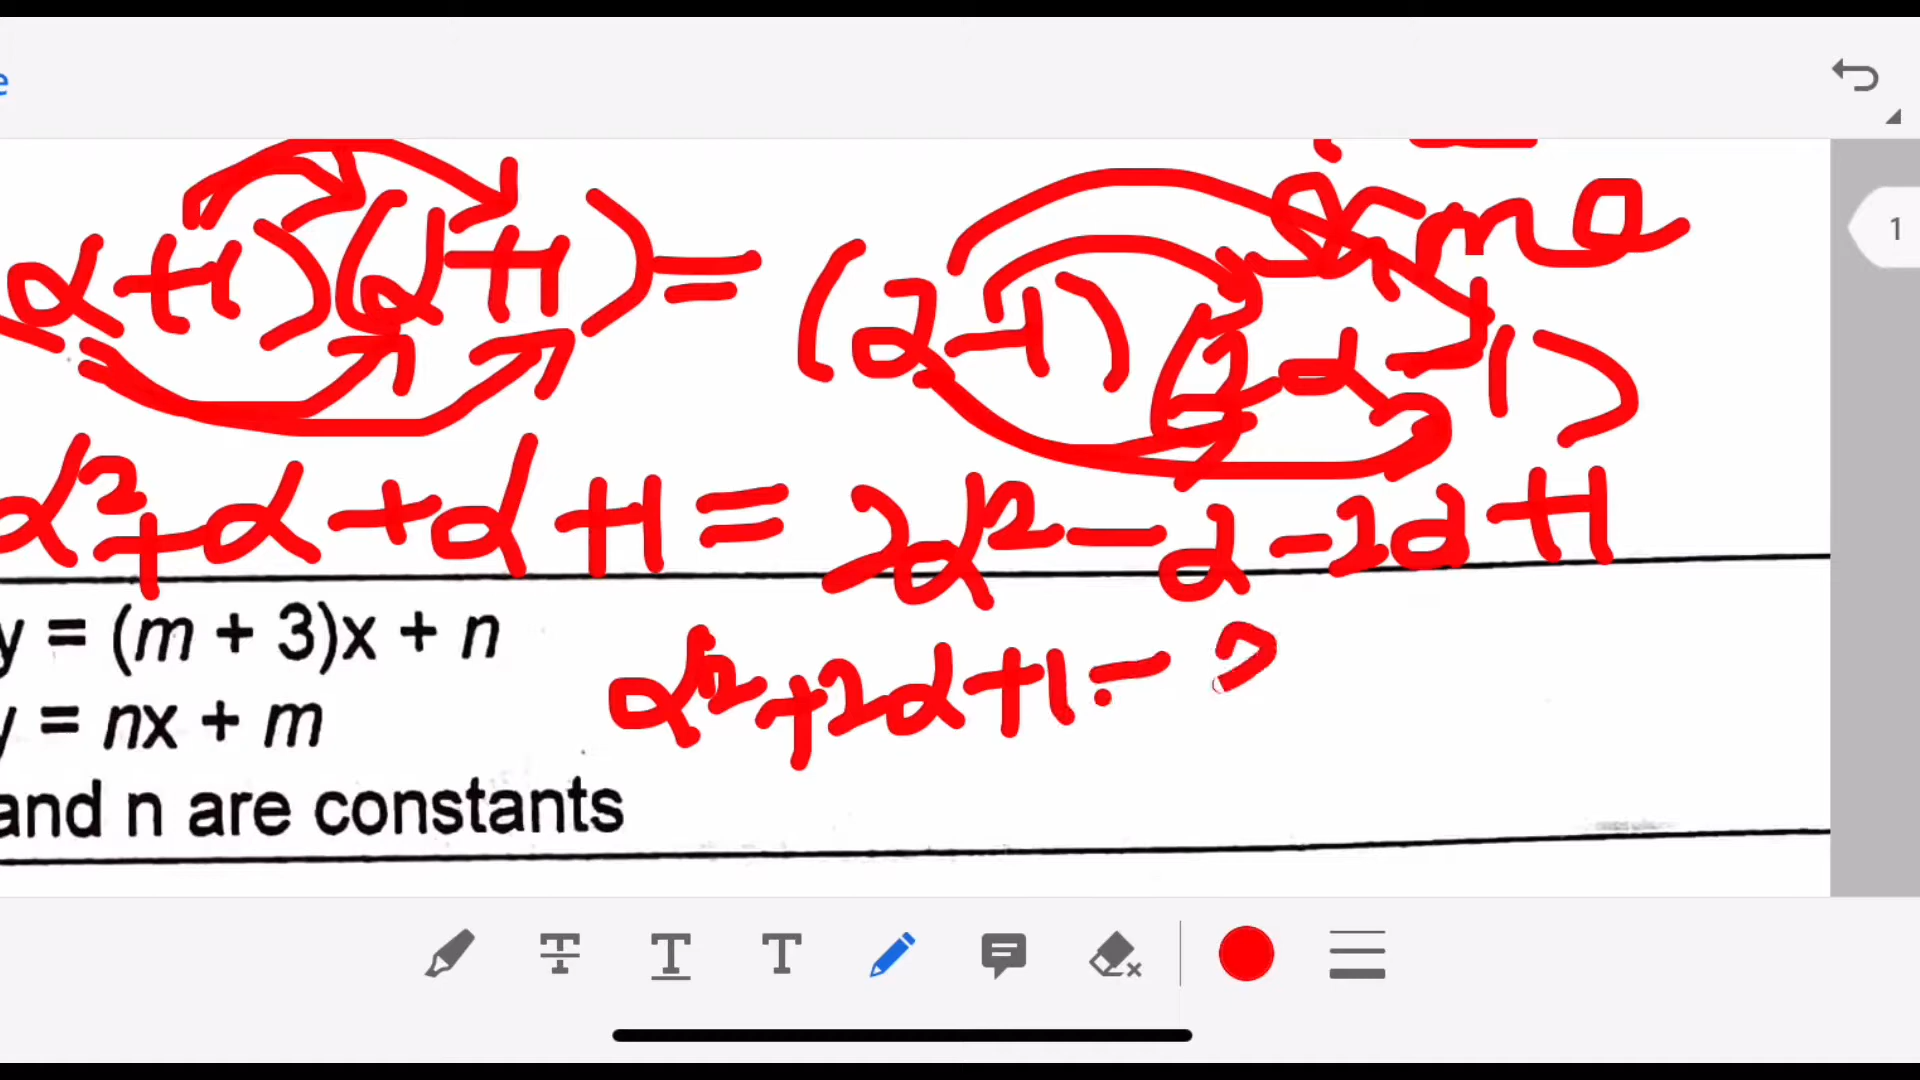 e
1
α+1)(α+1)=(α-1)(2α-1)
α²+α+α+1=2α²-α-2α+1
α²+2α+1=2
y = (m + 3)x + n
y = nx + m
and n are constants
T